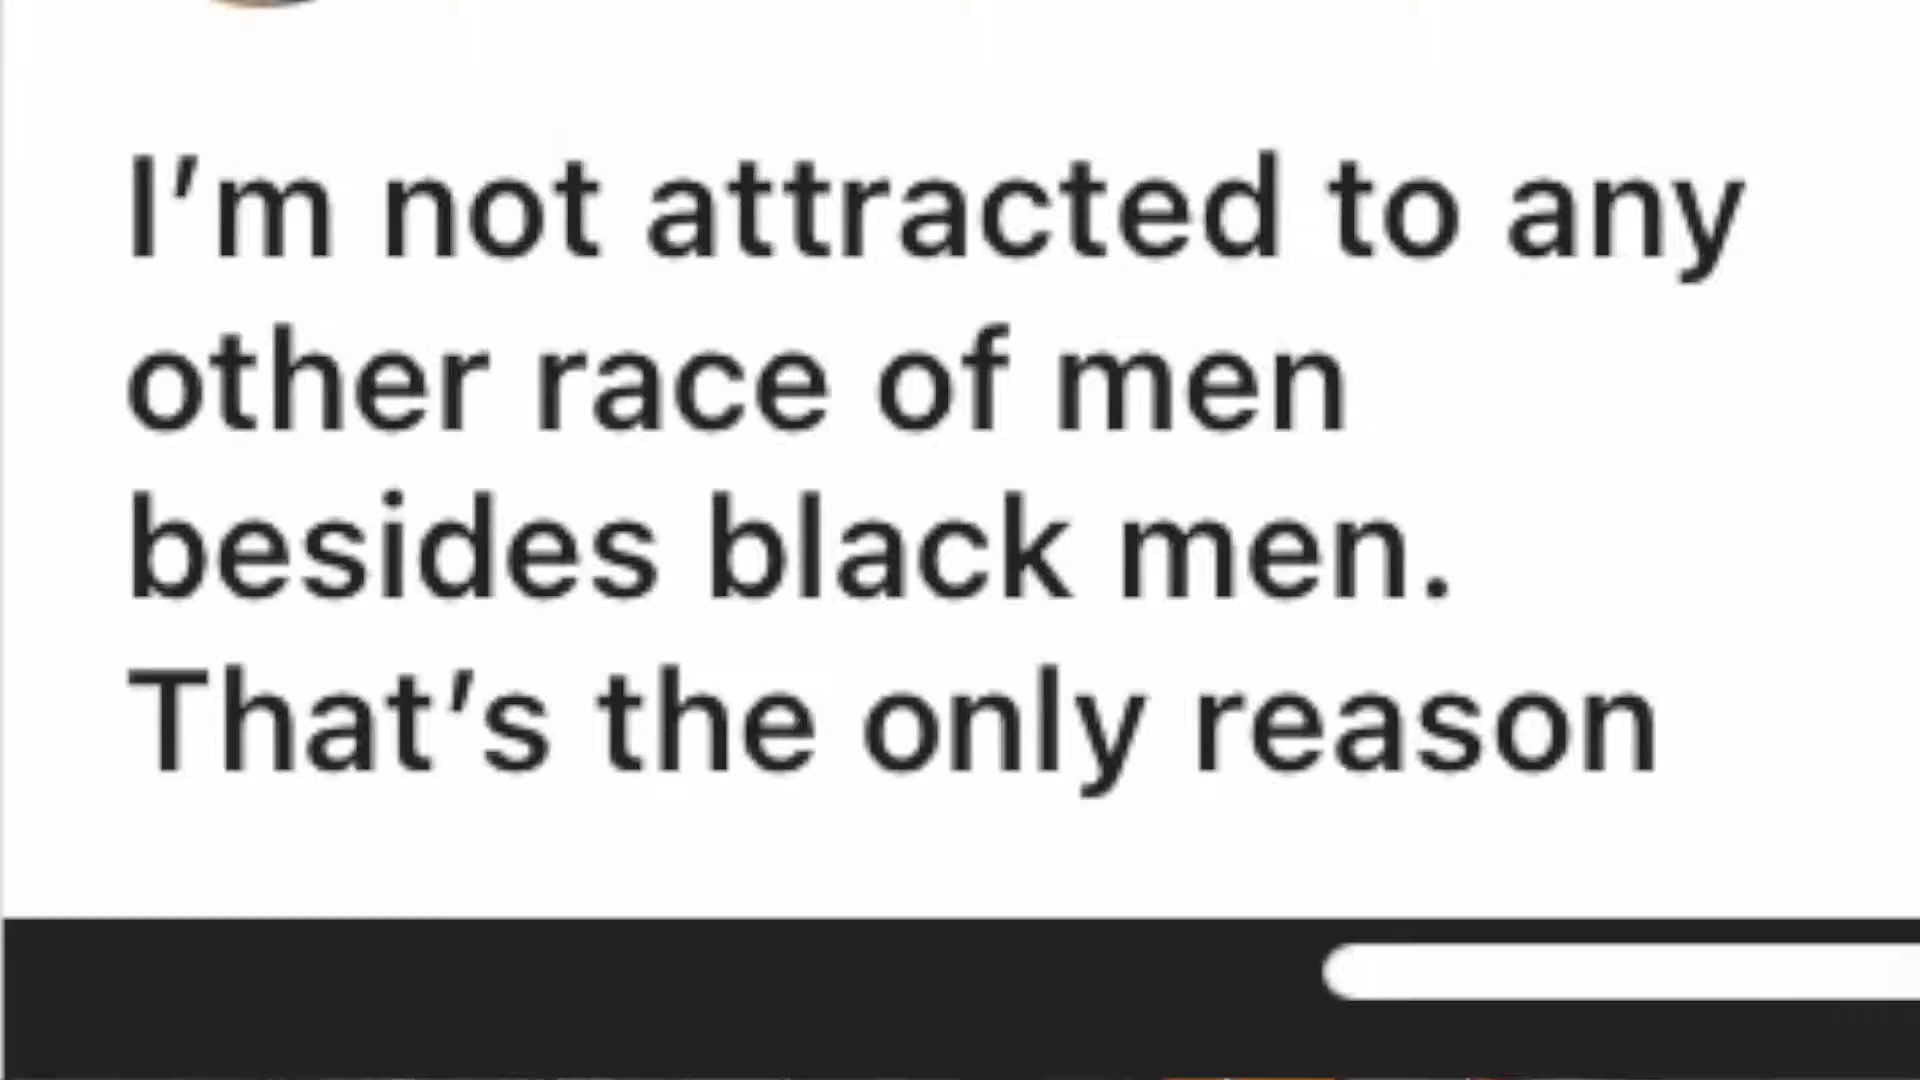 I’m not attracted to any
other race of men
besides black men.
That’s the only reason